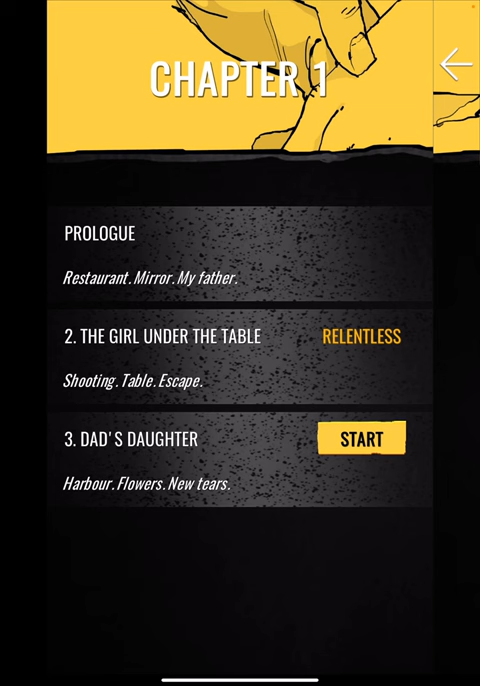 CHAPTER 1
PROLOGUE
Restaurant. Mirror. My father.
2. THE GIRL UNDER THE TABLE
RELENTLESS
Shooting. Table. Escape.
3. DAD'S DAUGHTER
START
Harbour. Flowers. New tears.